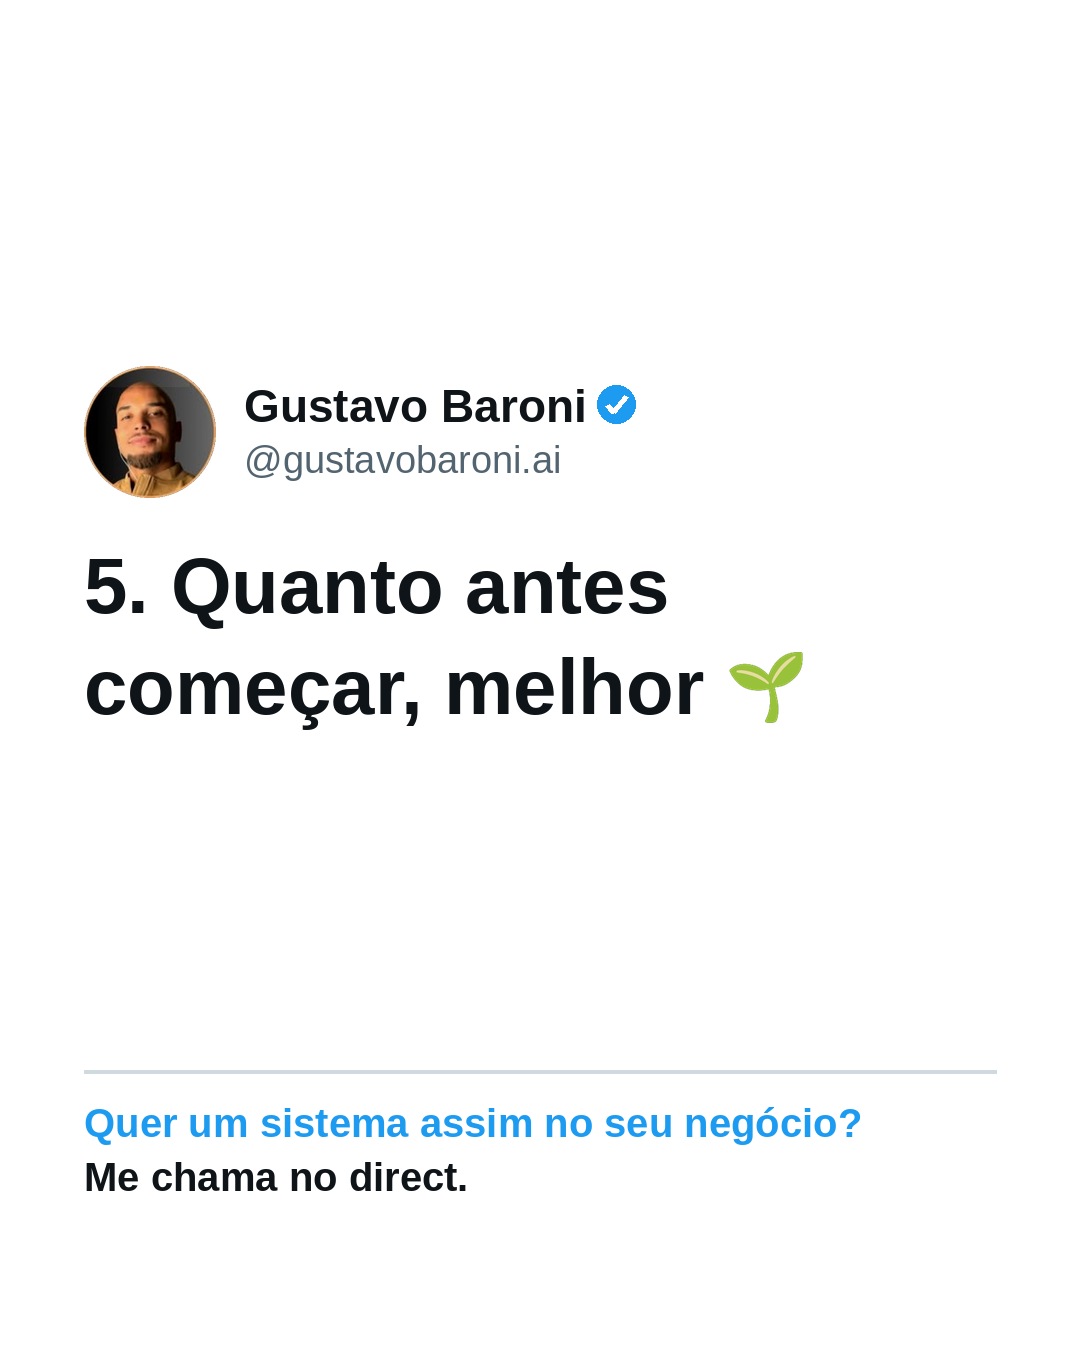 Gustavo Baroni
@gustavobaroni.ai
5. Quanto antes
começar, melhor 🌱
Quer um sistema assim no seu negócio?
Me chama no direct.